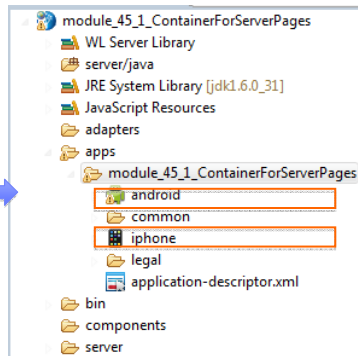 module_45_1_ContainerForServerPages
WL Server Library
server/java
JRE System Library [jdk1.6.0_31]
JavaScript Resources
adapters
apps
module_45_1_ContainerForServerPages
android
common
iphone
legal
application-descriptor.xml
bin
components
server